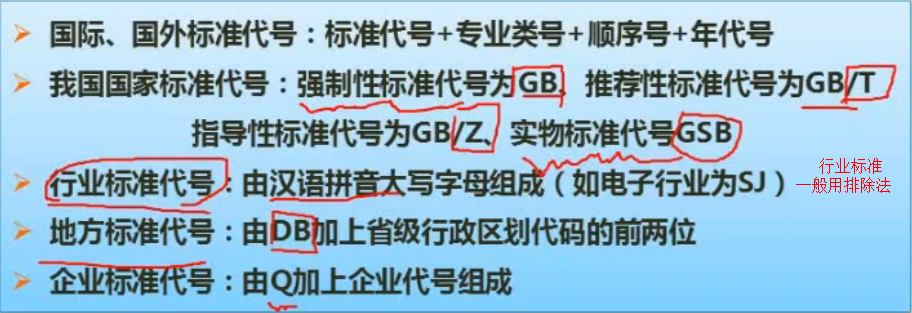 国际、国外标准代号：标准代号+专业类号+顺序号+年代号
我国国家标准代号：强制性标准代号为GB、推荐性标准代号为GB/T
指导性标准代号为GB/Z、实物标准代号GSB
行业标准代号：由汉语拼音大写字母组成（如电子行业为SJ）
行业标准
一般用排除法
地方标准代号：由DB加上省级行政区划代码的前两位
企业标准代号：由Q加上企业代号组成